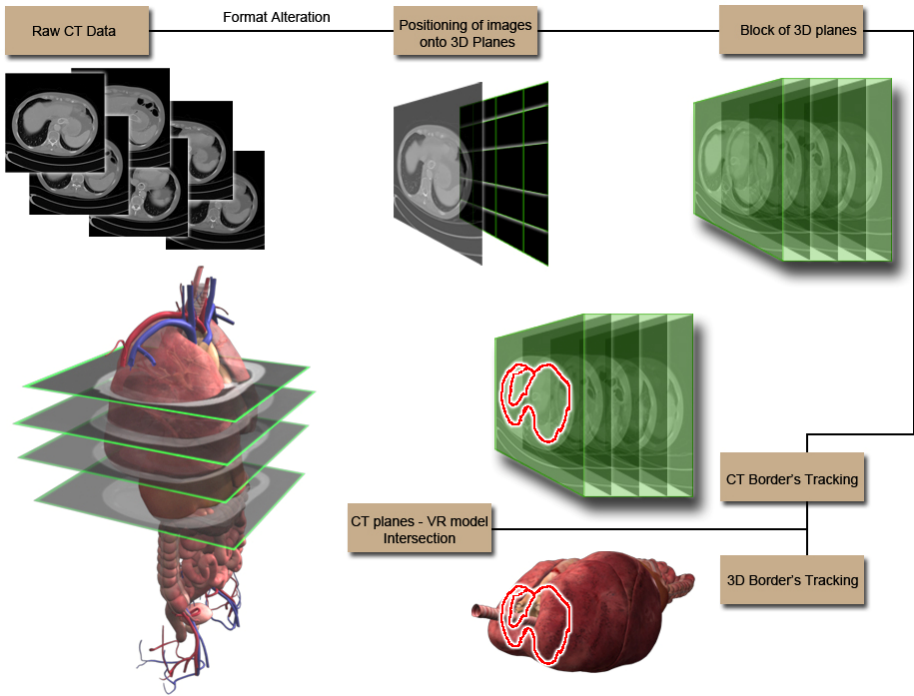 Raw CT Data
Format Alteration
Positioning of images
onto 3D Planes
Block of 3D planes
CT Border's Tracking
CT planes - VR model
Intersection
3D Border's Tracking